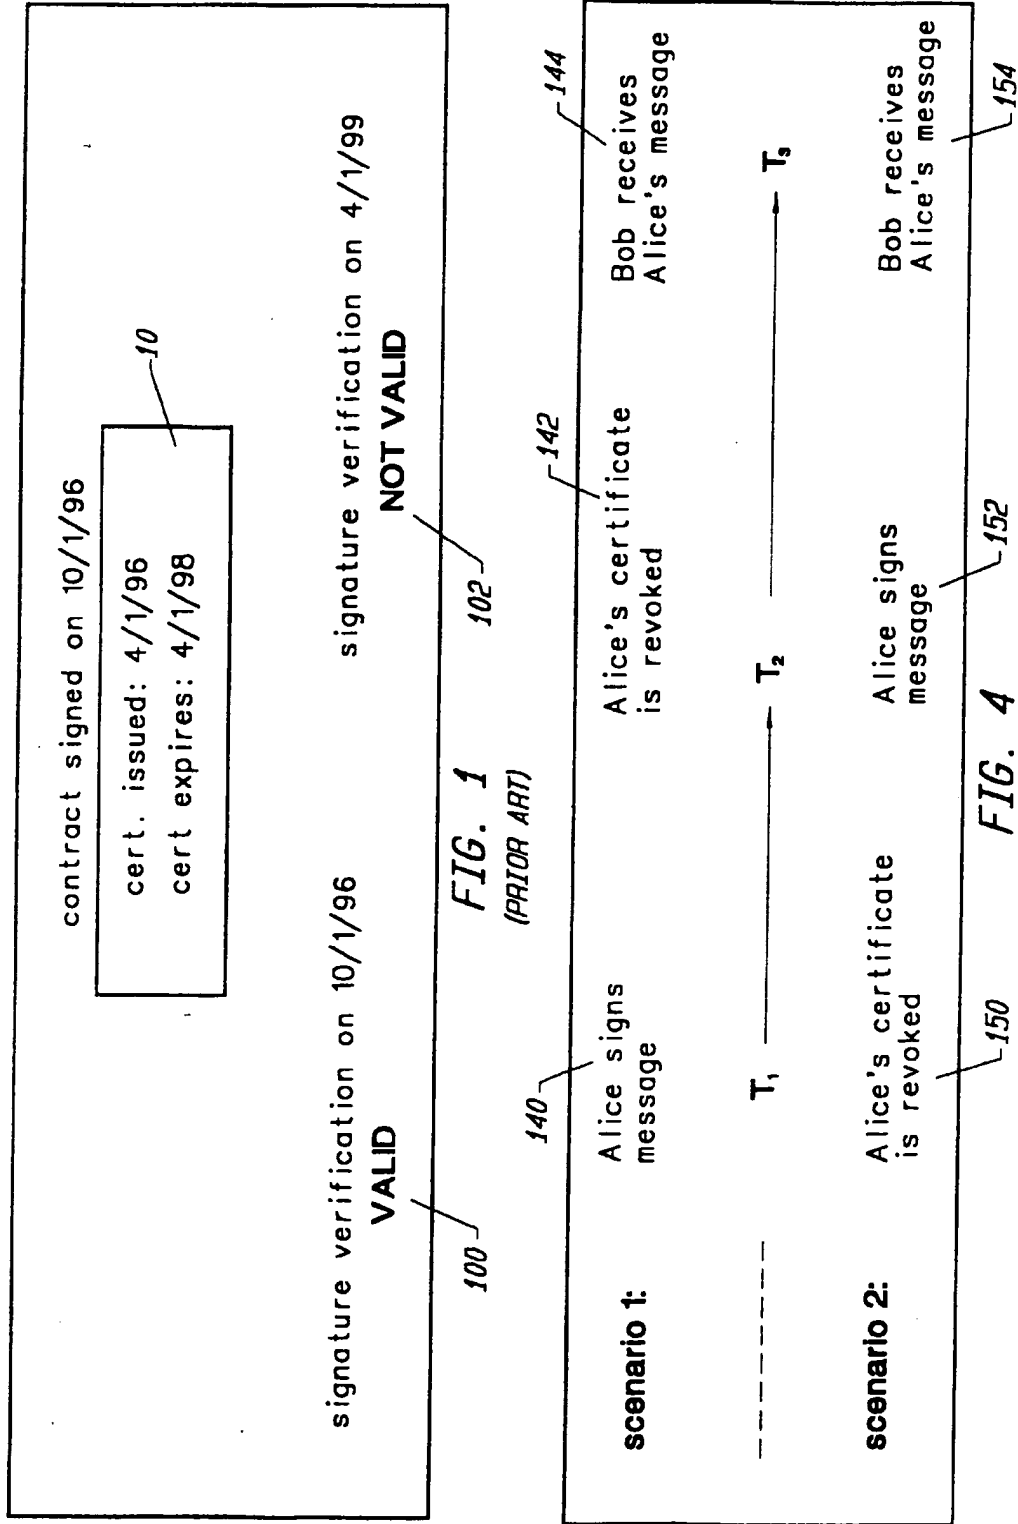 contract signed on 10/1/96
10
cert. issued: 4/1/96
cert expires: 4/1/98
signature verification on 10/1/96
VALID
signature verification on 4/1/99
NOT VALID
100
102
FIG. 1
(PRIOR ART)
140
142
144
scenario 1:
Alice signs
message
Alice's certificate
is revoked
Bob receives
Alice's message
T₁
T₂
T₃
scenario 2:
Alice's certificate
is revoked
Alice signs
message
Bob receives
Alice's message
150
152
154
FIG. 4